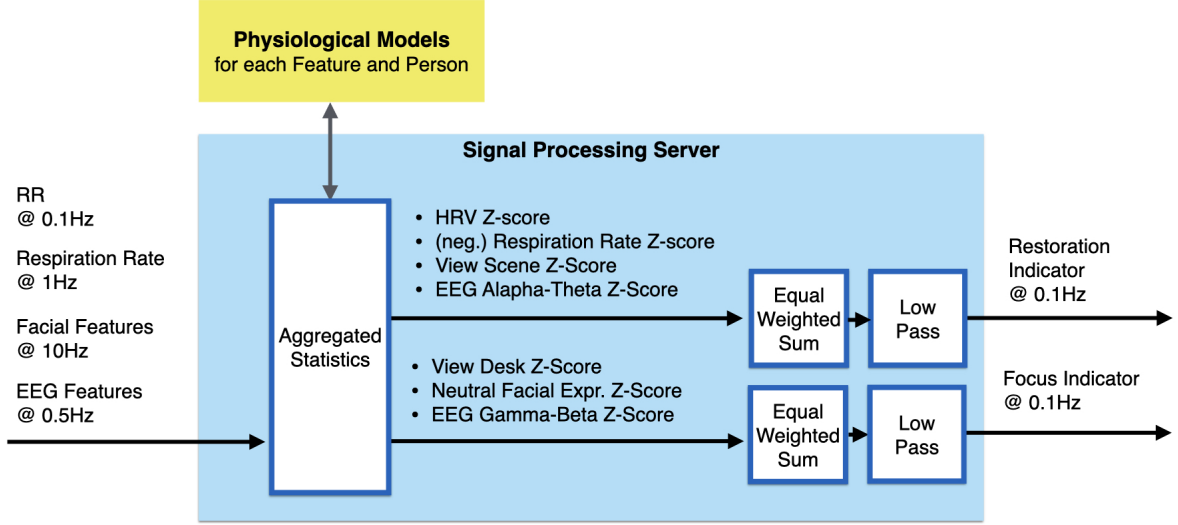 Physiological Models
for each Feature and Person
Signal Processing Server
RR
@ 0.1Hz
Respiration Rate
@ 1Hz
Facial Features
@ 10Hz
EEG Features
@ 0.5Hz
Aggregated
Statistics
• HRV Z-score
• (neg.) Respiration Rate Z-score
• View Scene Z-Score
• EEG Alapha-Theta Z-Score
• View Desk Z-Score
• Neutral Facial Expr. Z-Score
• EEG Gamma-Beta Z-Score
Equal
Weighted
Sum
Low
Pass
Restoration
Indicator
@ 0.1Hz
Equal
Weighted
Sum
Low
Pass
Focus Indicator
@ 0.1Hz